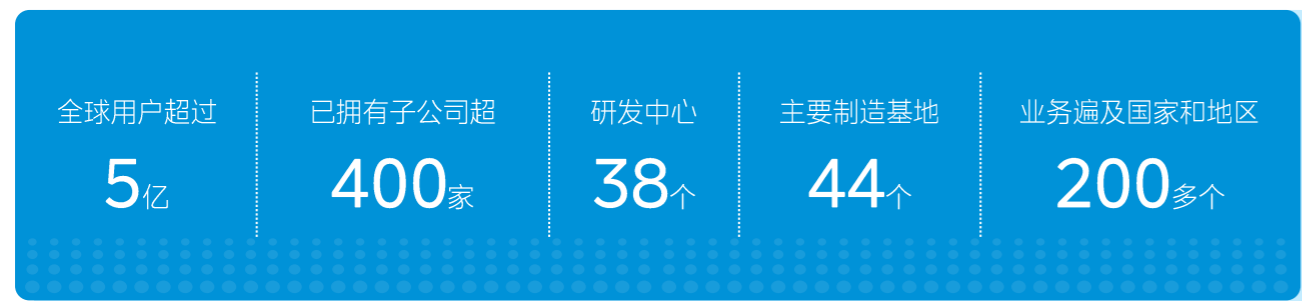 全球用户超过
5亿
已拥有子公司超
400家
研发中心
38个
主要制造基地
44个
业务遍及国家和地区
200多个